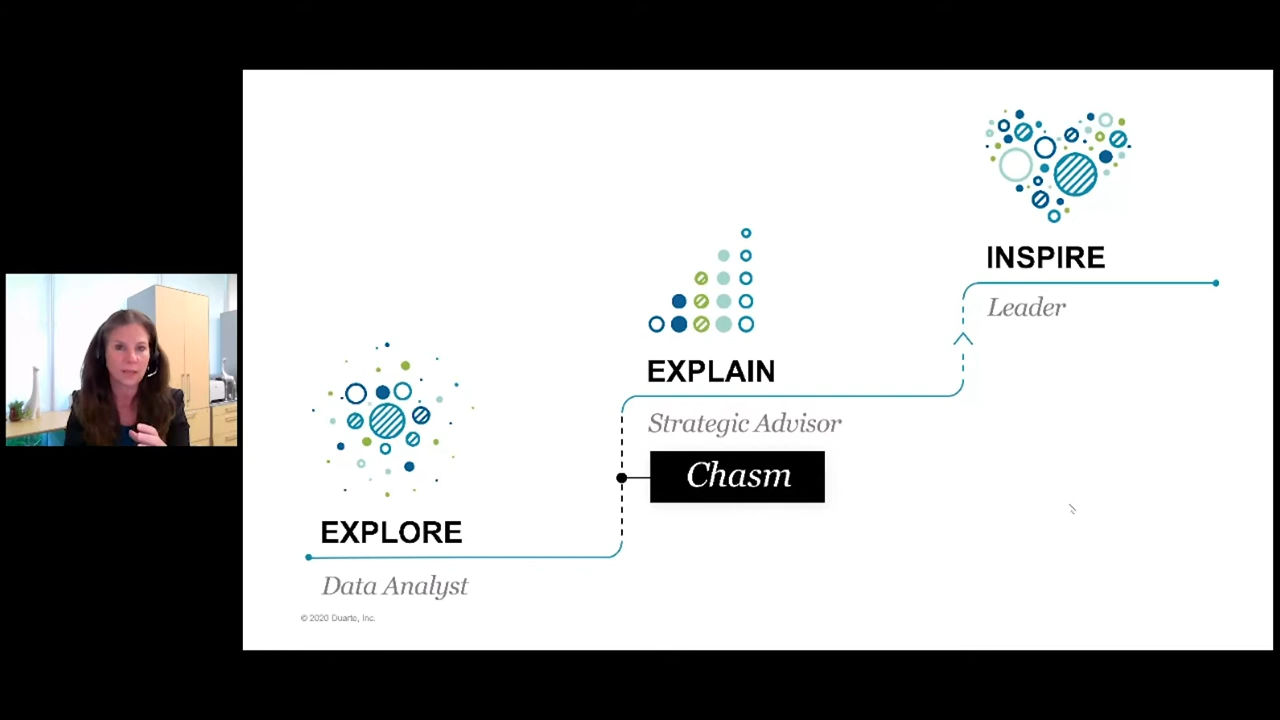 INSPIRE
Leader
EXPLAIN
Strategic Advisor
Chasm
EXPLORE
Data Analyst
© 2020 Duarte, Inc.